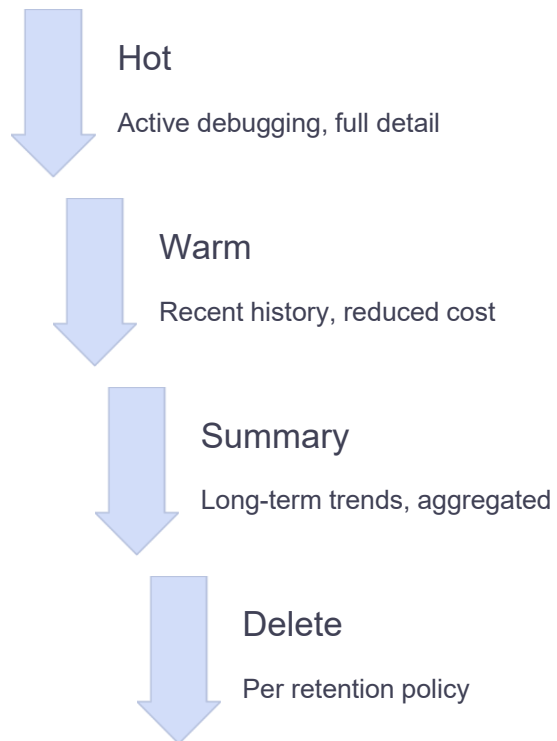 Hot
Active debugging, full detail
Warm
Recent history, reduced cost
Summary
Long-term trends, aggregated
Delete
Per retention policy